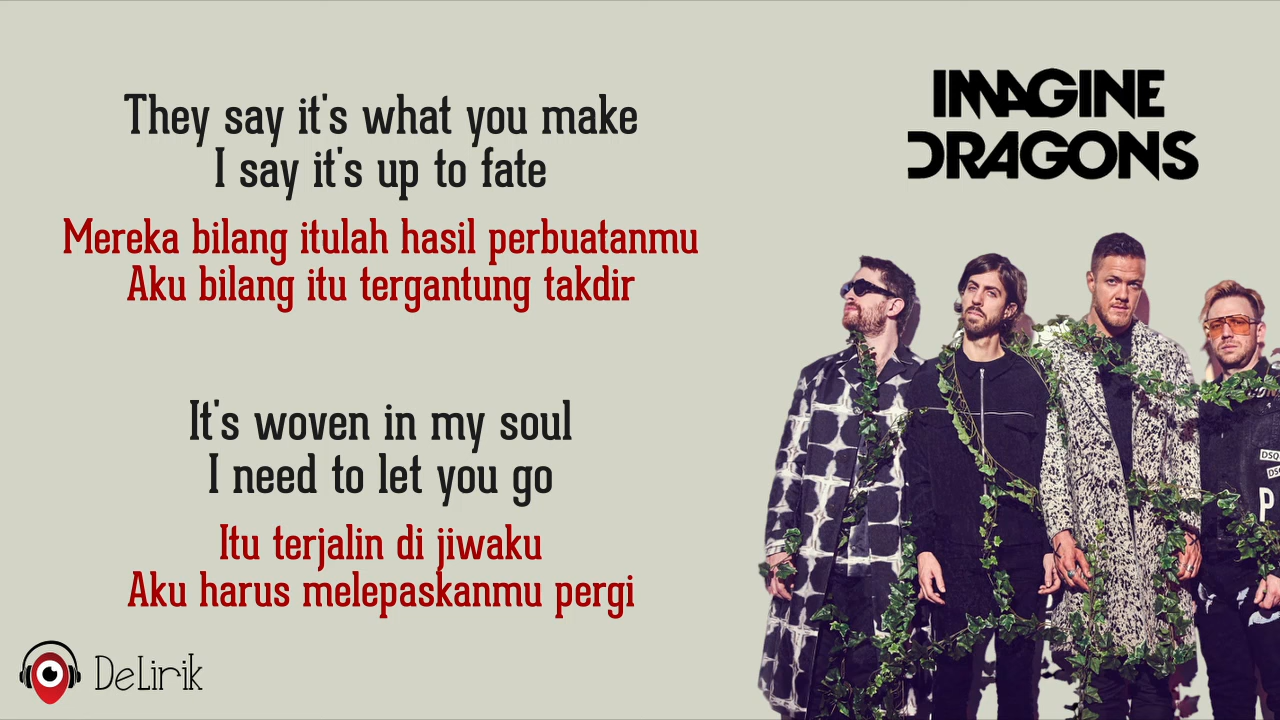 They say it's what you make
I say it's up to fate
Mereka bilang itulah hasil perbuatanmu
Aku bilang itu tergantung takdir
It's woven in my soul
I need to let you go
Itu terjalin di jiwaku
Aku harus melepaskanmu pergi
DeLirik
IMAGINE
DRAGONS